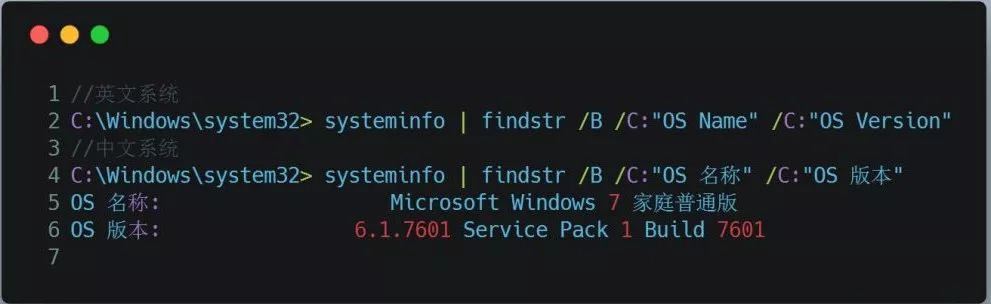 1 //英文系统
2 C:\Windows\system32> systeminfo | findstr /B /C:"OS Name" /C:"OS Version"
3 //中文系统
4 C:\Windows\system32> systeminfo | findstr /B /C:"OS 名称" /C:"OS 版本"
5 OS 名称: Microsoft Windows 7 家庭普通版
6 OS 版本: 6.1.7601 Service Pack 1 Build 7601
7